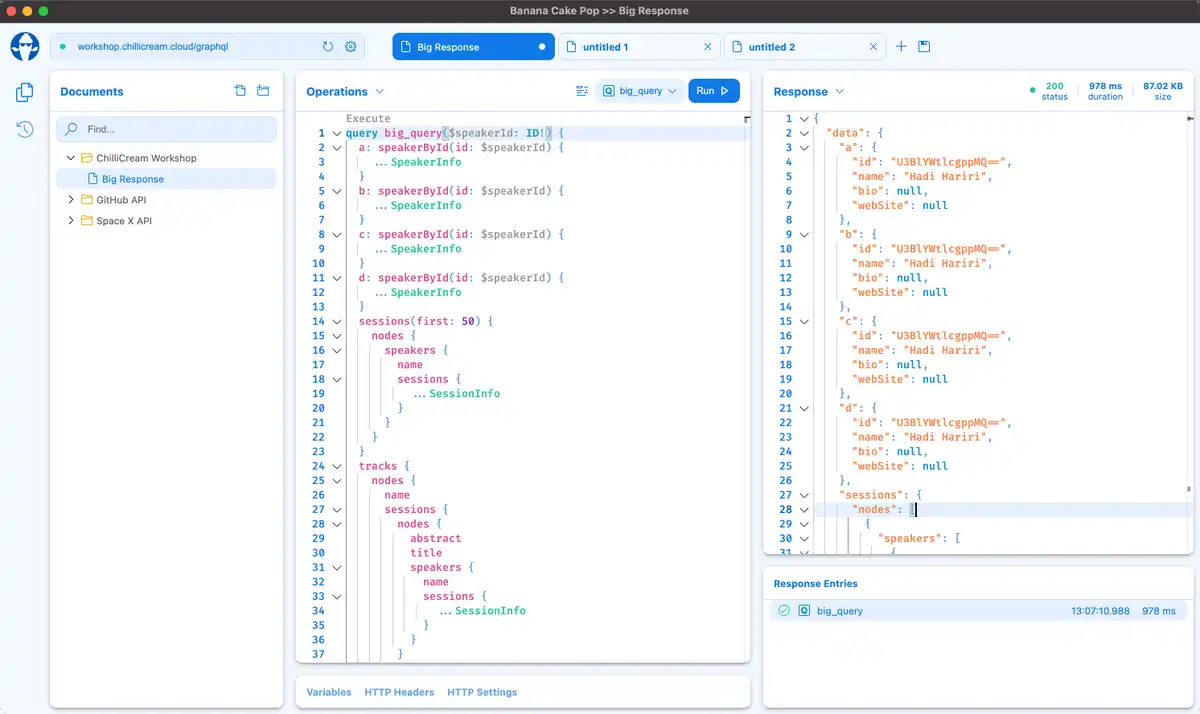 Banana Cake Pop >> Big Response
workshop.chillicream.cloud/graphql
Big Response
untitled 1
untitled 2
Documents
Find...
ChilliCream Workshop
Big Response
GitHub API
Space X API
Operations
big_query
Run
Execute
1 query big_query($speakerId: ID!) {
2 a: speakerById(id: $speakerId) {
3 ...SpeakerInfo
4 }
5 b: speakerById(id: $speakerId) {
6 ...SpeakerInfo
7 }
8 c: speakerById(id: $speakerId) {
9 ...SpeakerInfo
10 }
11 d: speakerById(id: $speakerId) {
12 ...SpeakerInfo
13 }
14 sessions(first: 50) {
15 nodes {
16 speakers {
17 name
18 sessions {
19 ...SessionInfo
20 }
21 }
22 }
23 }
24 tracks {
25 nodes {
26 name
27 sessions {
28 nodes {
29 abstract
30 title
31 speakers {
32 name
33 sessions {
34 ...SessionInfo
35 }
36 }
37 }
Variables HTTP Headers HTTP Settings
Response
200 status
978 ms duration
87.02 KB size
1 {
2 "data": {
3 "a": {
4 "id": "U3BlYWtlcgppMQ==",
5 "name": "Hadi Hariri",
6 "bio": null,
7 "webSite": null
8 },
9 "b": {
10 "id": "U3BlYWtlcgppMQ==",
11 "name": "Hadi Hariri",
12 "bio": null,
13 "webSite": null
14 },
15 "c": {
16 "id": "U3BlYWtlcgppMQ==",
17 "name": "Hadi Hariri",
18 "bio": null,
19 "webSite": null
20 },
21 "d": {
22 "id": "U3BlYWtlcgppMQ==",
23 "name": "Hadi Hariri",
24 "bio": null,
25 "webSite": null
26 },
27 "sessions": {
28 "nodes": [
29 {
30 "speakers": [
31 {
Response Entries
Q big_query 13:07:10.988 978 ms